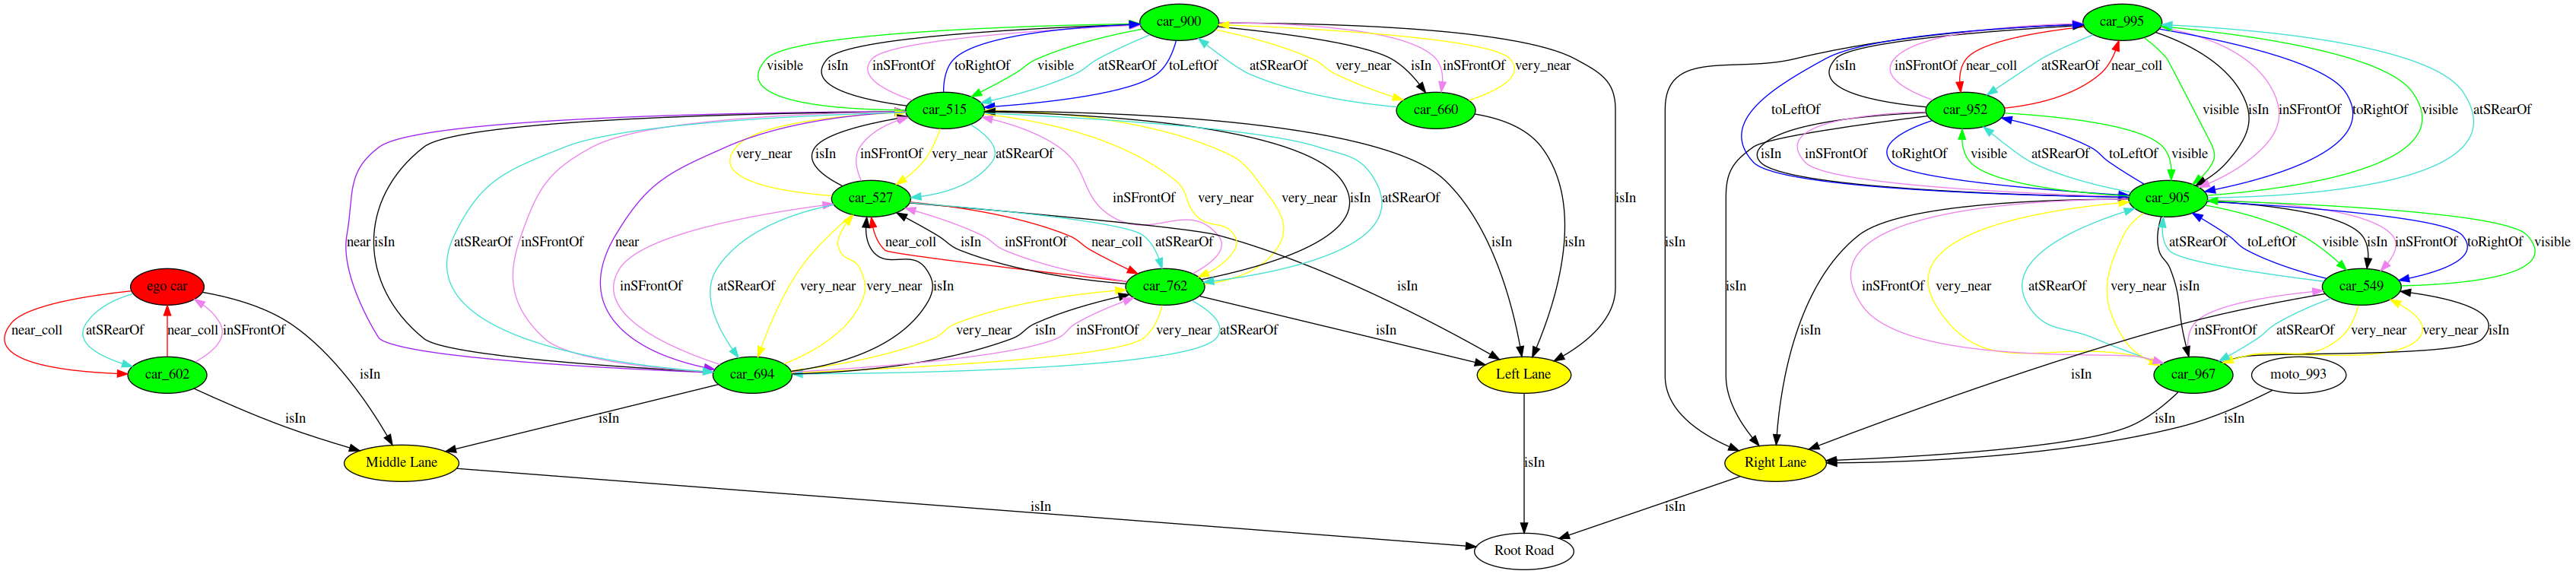 car_900 car_995
visible isIn inSFrontOf toRightOf visible atSRearOf toLeftOf atSRearOf very_near isIn inSFrontOf very_near isIn inSFrontOf near_coll atSRearOf near_coll
car_515 car_660 toLeftOf car_952 visible isIn inSFrontOf toRightOf visible atSRearOf
very_near isIn inSFrontOf very_near atSRearOf isIn inSFrontOf toRightOf visible atSRearOf toLeftOf visible
car_527 inSFrontOf very_near very_near isIn atSRearOf isIn car_905
near isIn atSRearOf inSFrontOf near near_coll isIn inSFrontOf near_coll atSRearOf isIn isIn isIn atSRearOf toLeftOf visible isIn inSFrontOf toRightOf visible
ego car inSFrontOf atSRearOf very_near very_near isIn car_762 isIn isIn inSFrontOf very_near atSRearOf very_near isIn car_549
near_coll atSRearOf near_coll inSFrontOf very_near isIn inSFrontOf very_near atSRearOf isIn isIn inSFrontOf atSRearOf very_near very_near isIn
car_602 isIn car_694 Left Lane isIn car_967 moto_993
isIn isIn isIn isIn
Middle Lane isIn Right Lane
isIn isIn
Root Road